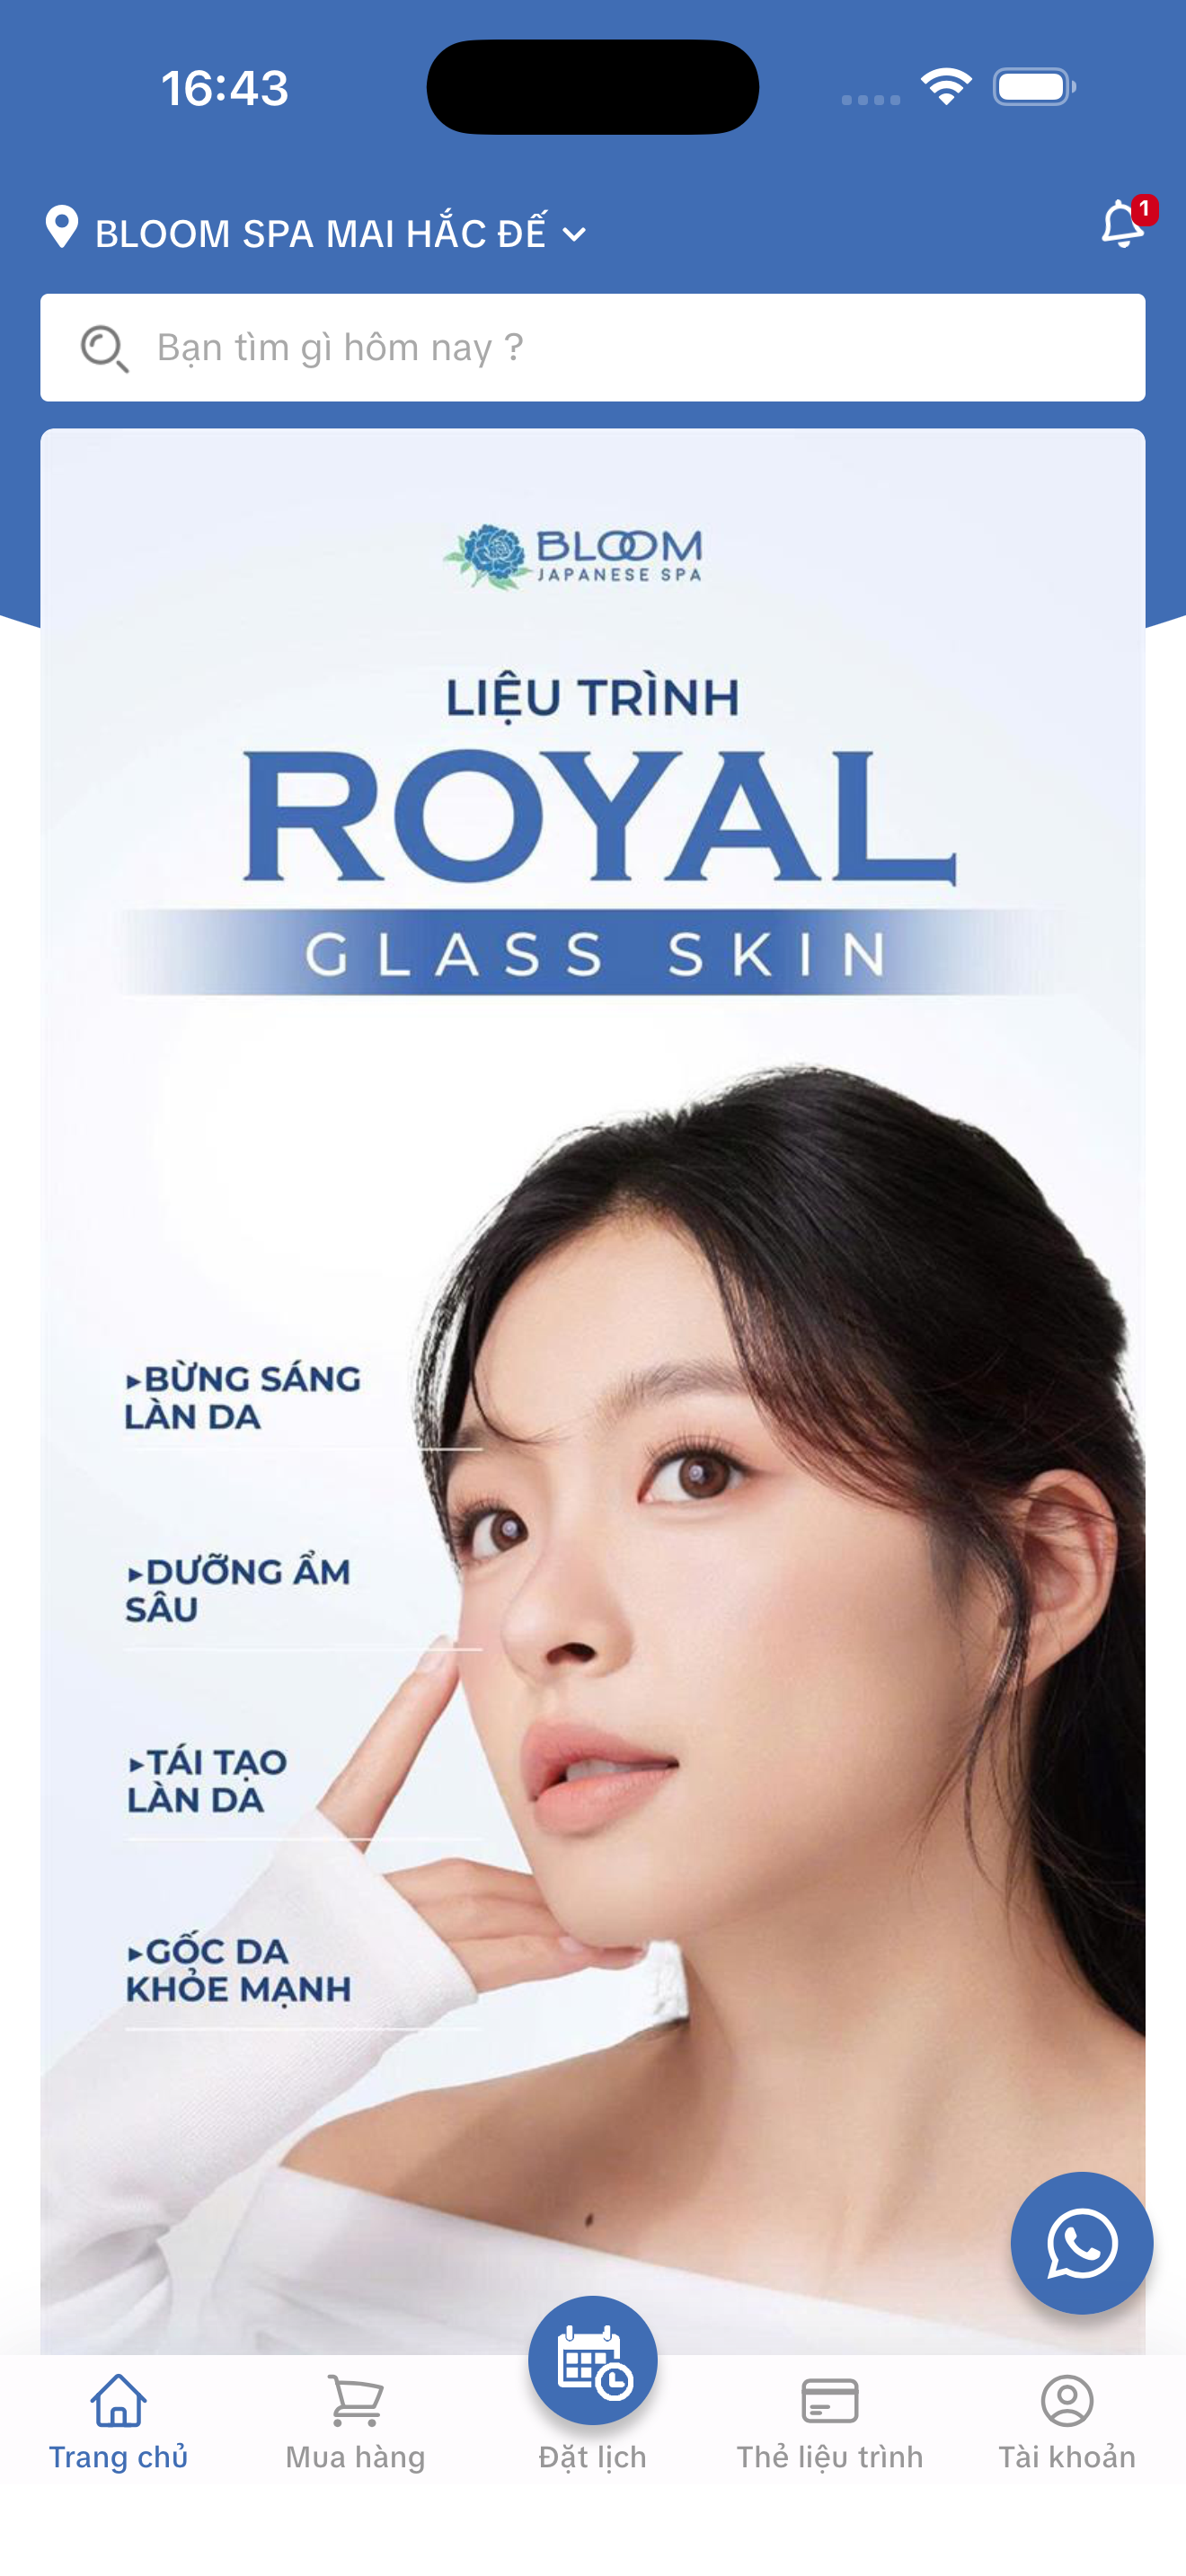 16:43
BLOOM SPA MAI HẮC ĐẾ
1
Bạn tìm gì hôm nay ?
BLOOM
JAPANESE SPA
LIỆU TRÌNH
ROYAL
GLASS SKIN
▸BỪNG SÁNG
LÀN DA
▸DƯỠNG ẨM
SÂU
▸TÁI TẠO
LÀN DA
▸GỐC DA
KHỎE MẠNH
Trang chủ
Mua hàng
Đặt lịch
Thẻ liệu trình
Tài khoản